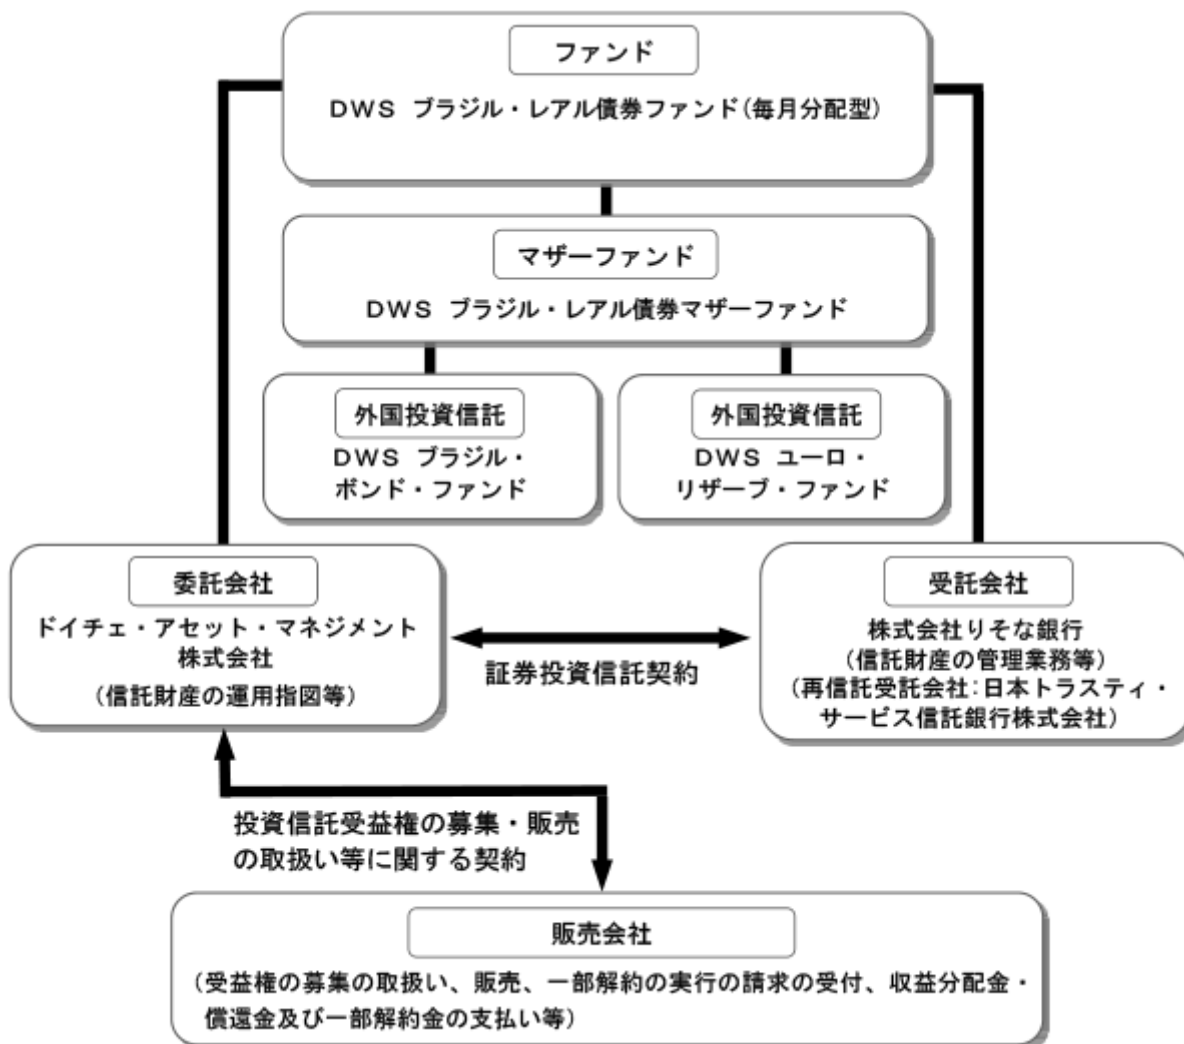 ファンド
DWS ブラジル・レアル債券ファンド(毎月分配型)
マザーファンド
DWS ブラジル・レアル債券マザーファンド
外国投資信託
DWS ブラジル・
ボンド・ファンド
外国投資信託
DWS ユーロ・
リザーブ・ファンド
委託会社
ドイチェ・アセット・マネジメント
株式会社
(信託財産の運用指図等)
証券投資信託契約
受託会社
株式会社りそな銀行
(信託財産の管理業務等)
(再信託受託会社:日本トラスティ・
サービス信託銀行株式会社)
投資信託受益権の募集・販売
の取扱い等に関する契約
販売会社
(受益権の募集の取扱い、販売、一部解約の実行の請求の受付、収益分配金・
償還金及び一部解約金の支払い等)